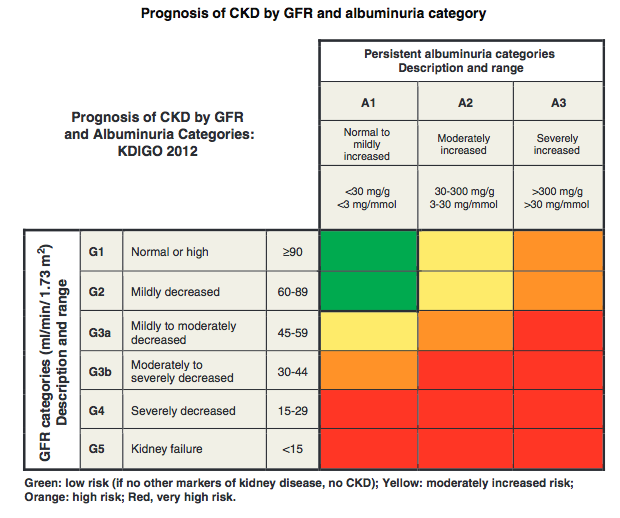 Prognosis of CKD by GFR and albuminuria category
Prognosis of CKD by GFR
and Albuminuria Categories:
KDIGO 2012
Persistent albuminuria categories
Description and range
A1
A2
A3
Normal to
mildly
increased
Moderately
increased
Severely
increased
<30 mg/g
<3 mg/mmol
30-300 mg/g
3-30 mg/mmol
>300 mg/g
>30 mg/mmol
GFR categories (ml/min/ 1.73 m²)
Description and range
G1
Normal or high
≥90
G2
Mildly decreased
60-89
G3a
Mildly to moderately
decreased
45-59
G3b
Moderately to
severely decreased
30-44
G4
Severely decreased
15-29
G5
Kidney failure
<15
Green: low risk (if no other markers of kidney disease, no CKD); Yellow: moderately increased risk;
Orange: high risk; Red, very high risk.